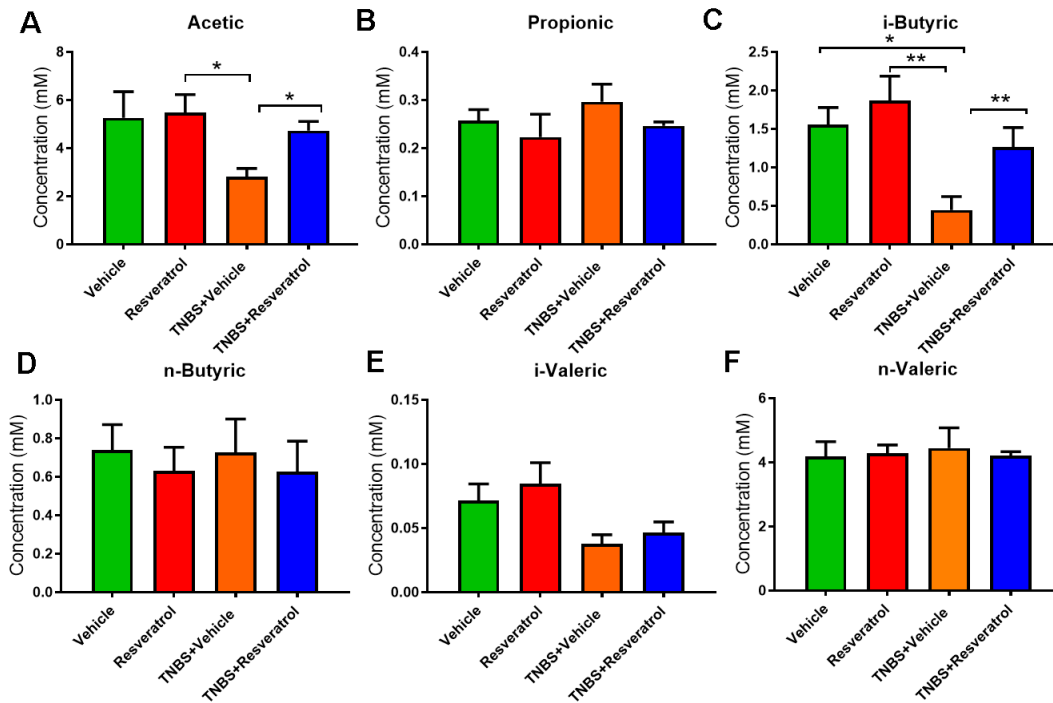 A
Acetic
Concentration (mM)
8
6
4
2
0
*
*
Vehicle
Resveratrol
TNBS+Vehicle
TNBS+Resveratrol
B
Propionic
Concentration (mM)
0.4
0.3
0.2
0.1
0.0
Vehicle
Resveratrol
TNBS+Vehicle
TNBS+Resveratrol
C
i-Butyric
Concentration (mM)
2.5
2.0
1.5
1.0
0.5
0.0
*
**
**
Vehicle
Resveratrol
TNBS+Vehicle
TNBS+Resveratrol
D
n-Butyric
Concentration (mM)
1.0
0.8
0.6
0.4
0.2
0.0
Vehicle
Resveratrol
TNBS+Vehicle
TNBS+Resveratrol
E
i-Valeric
Concentration (mM)
0.15
0.10
0.05
0.00
Vehicle
Resveratrol
TNBS+Vehicle
TNBS+Resveratrol
F
n-Valeric
Concentration (mM)
6
4
2
0
Vehicle
Resveratrol
TNBS+Vehicle
TNBS+Resveratrol